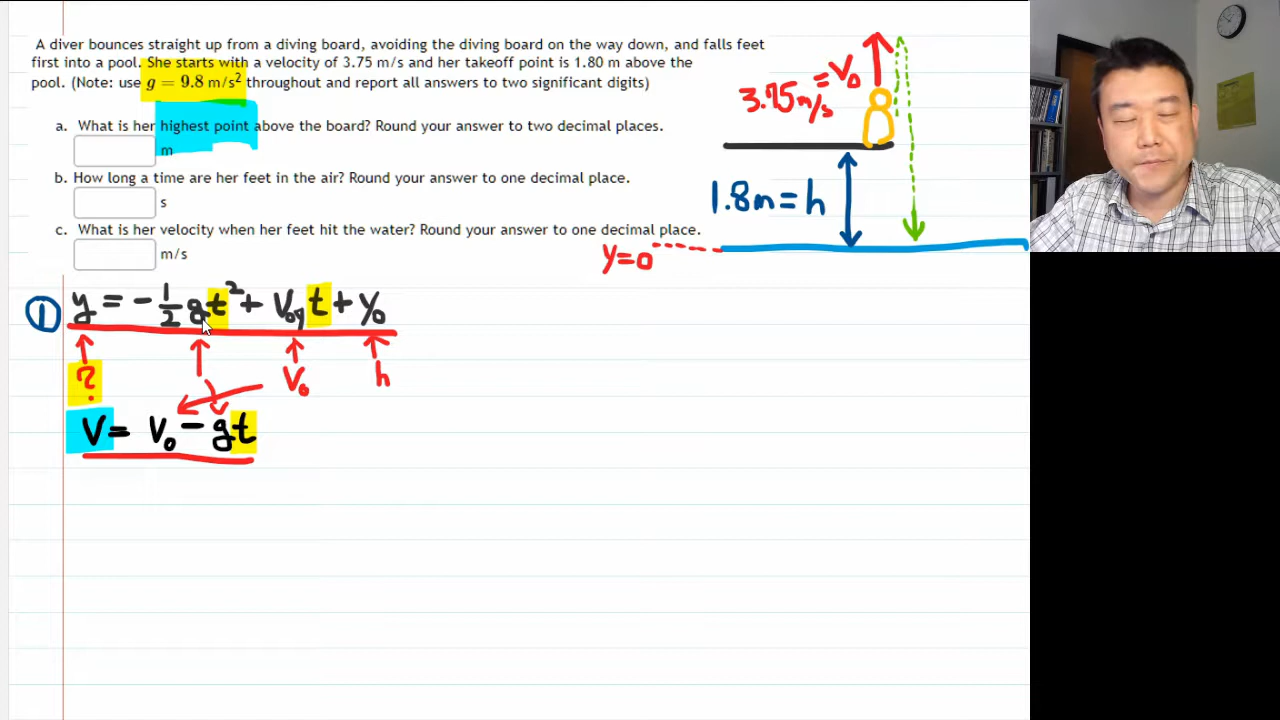 A diver bounces straight up from a diving board, avoiding the diving board on the way down, and falls feet
first into a pool. She starts with a velocity of 3.75 m/s and her takeoff point is 1.80 m above the
pool. (Note: use g = 9.8 m/s² throughout and report all answers to two significant digits)
a. What is her highest point above the board? Round your answer to two decimal places.
m
b. How long a time are her feet in the air? Round your answer to one decimal place.
s
c. What is her velocity when her feet hit the water? Round your answer to one decimal place.
m/s
3.75m/s = V₀
1.8m = h
y=0
① y = -½gt² + V₀yt + y₀
? V₀ h
V = V₀ - gt